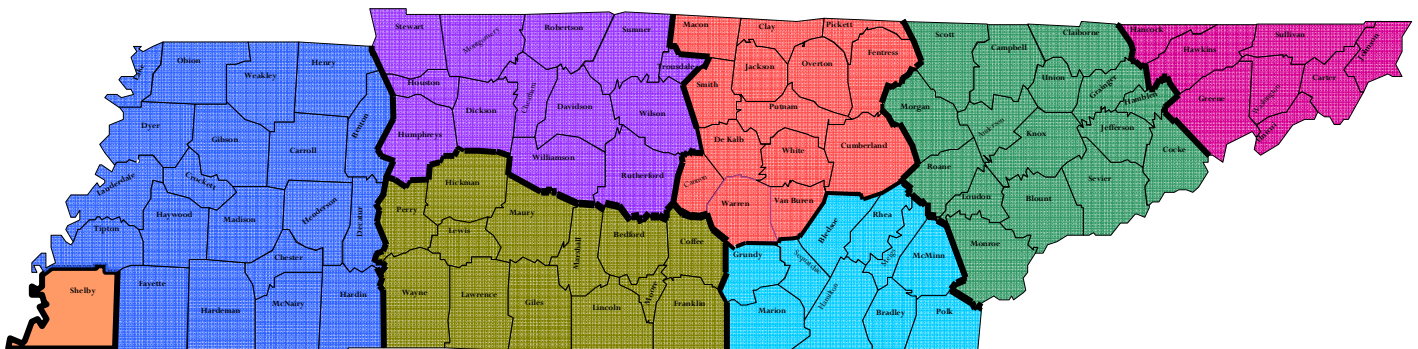 Lake
Obion
Weakley
Henry
Dyer
Gibson
Carroll
Benton
Lauderdale
Crockett
Haywood
Madison
Henderson
Decatur
Tipton
Chester
Shelby
Fayette
Hardeman
McNairy
Hardin
Stewart
Montgomery
Robertson
Sumner
Trousdale
Houston
Dickson
Cheatham
Davidson
Wilson
Humphreys
Williamson
Rutherford
Hickman
Perry
Maury
Lewis
Marshall
Bedford
Coffee
Wayne
Lawrence
Giles
Lincoln
Moore
Franklin
Macon
Clay
Pickett
Fentress
Jackson
Overton
Smith
Putnam
De Kalb
White
Cumberland
Cannon
Warren
Van Buren
Bledsoe
Rhea
Grundy
Sequatchie
Meigs
McMinn
Marion
Hamilton
Bradley
Polk
Scott
Campbell
Claiborne
Union
Grainger
Hamblen
Morgan
Anderson
Knox
Jefferson
Cocke
Roane
Sevier
Loudon
Blount
Monroe
Hancock
Hawkins
Sullivan
Johnson
Greene
Washington
Carter
Unicoi